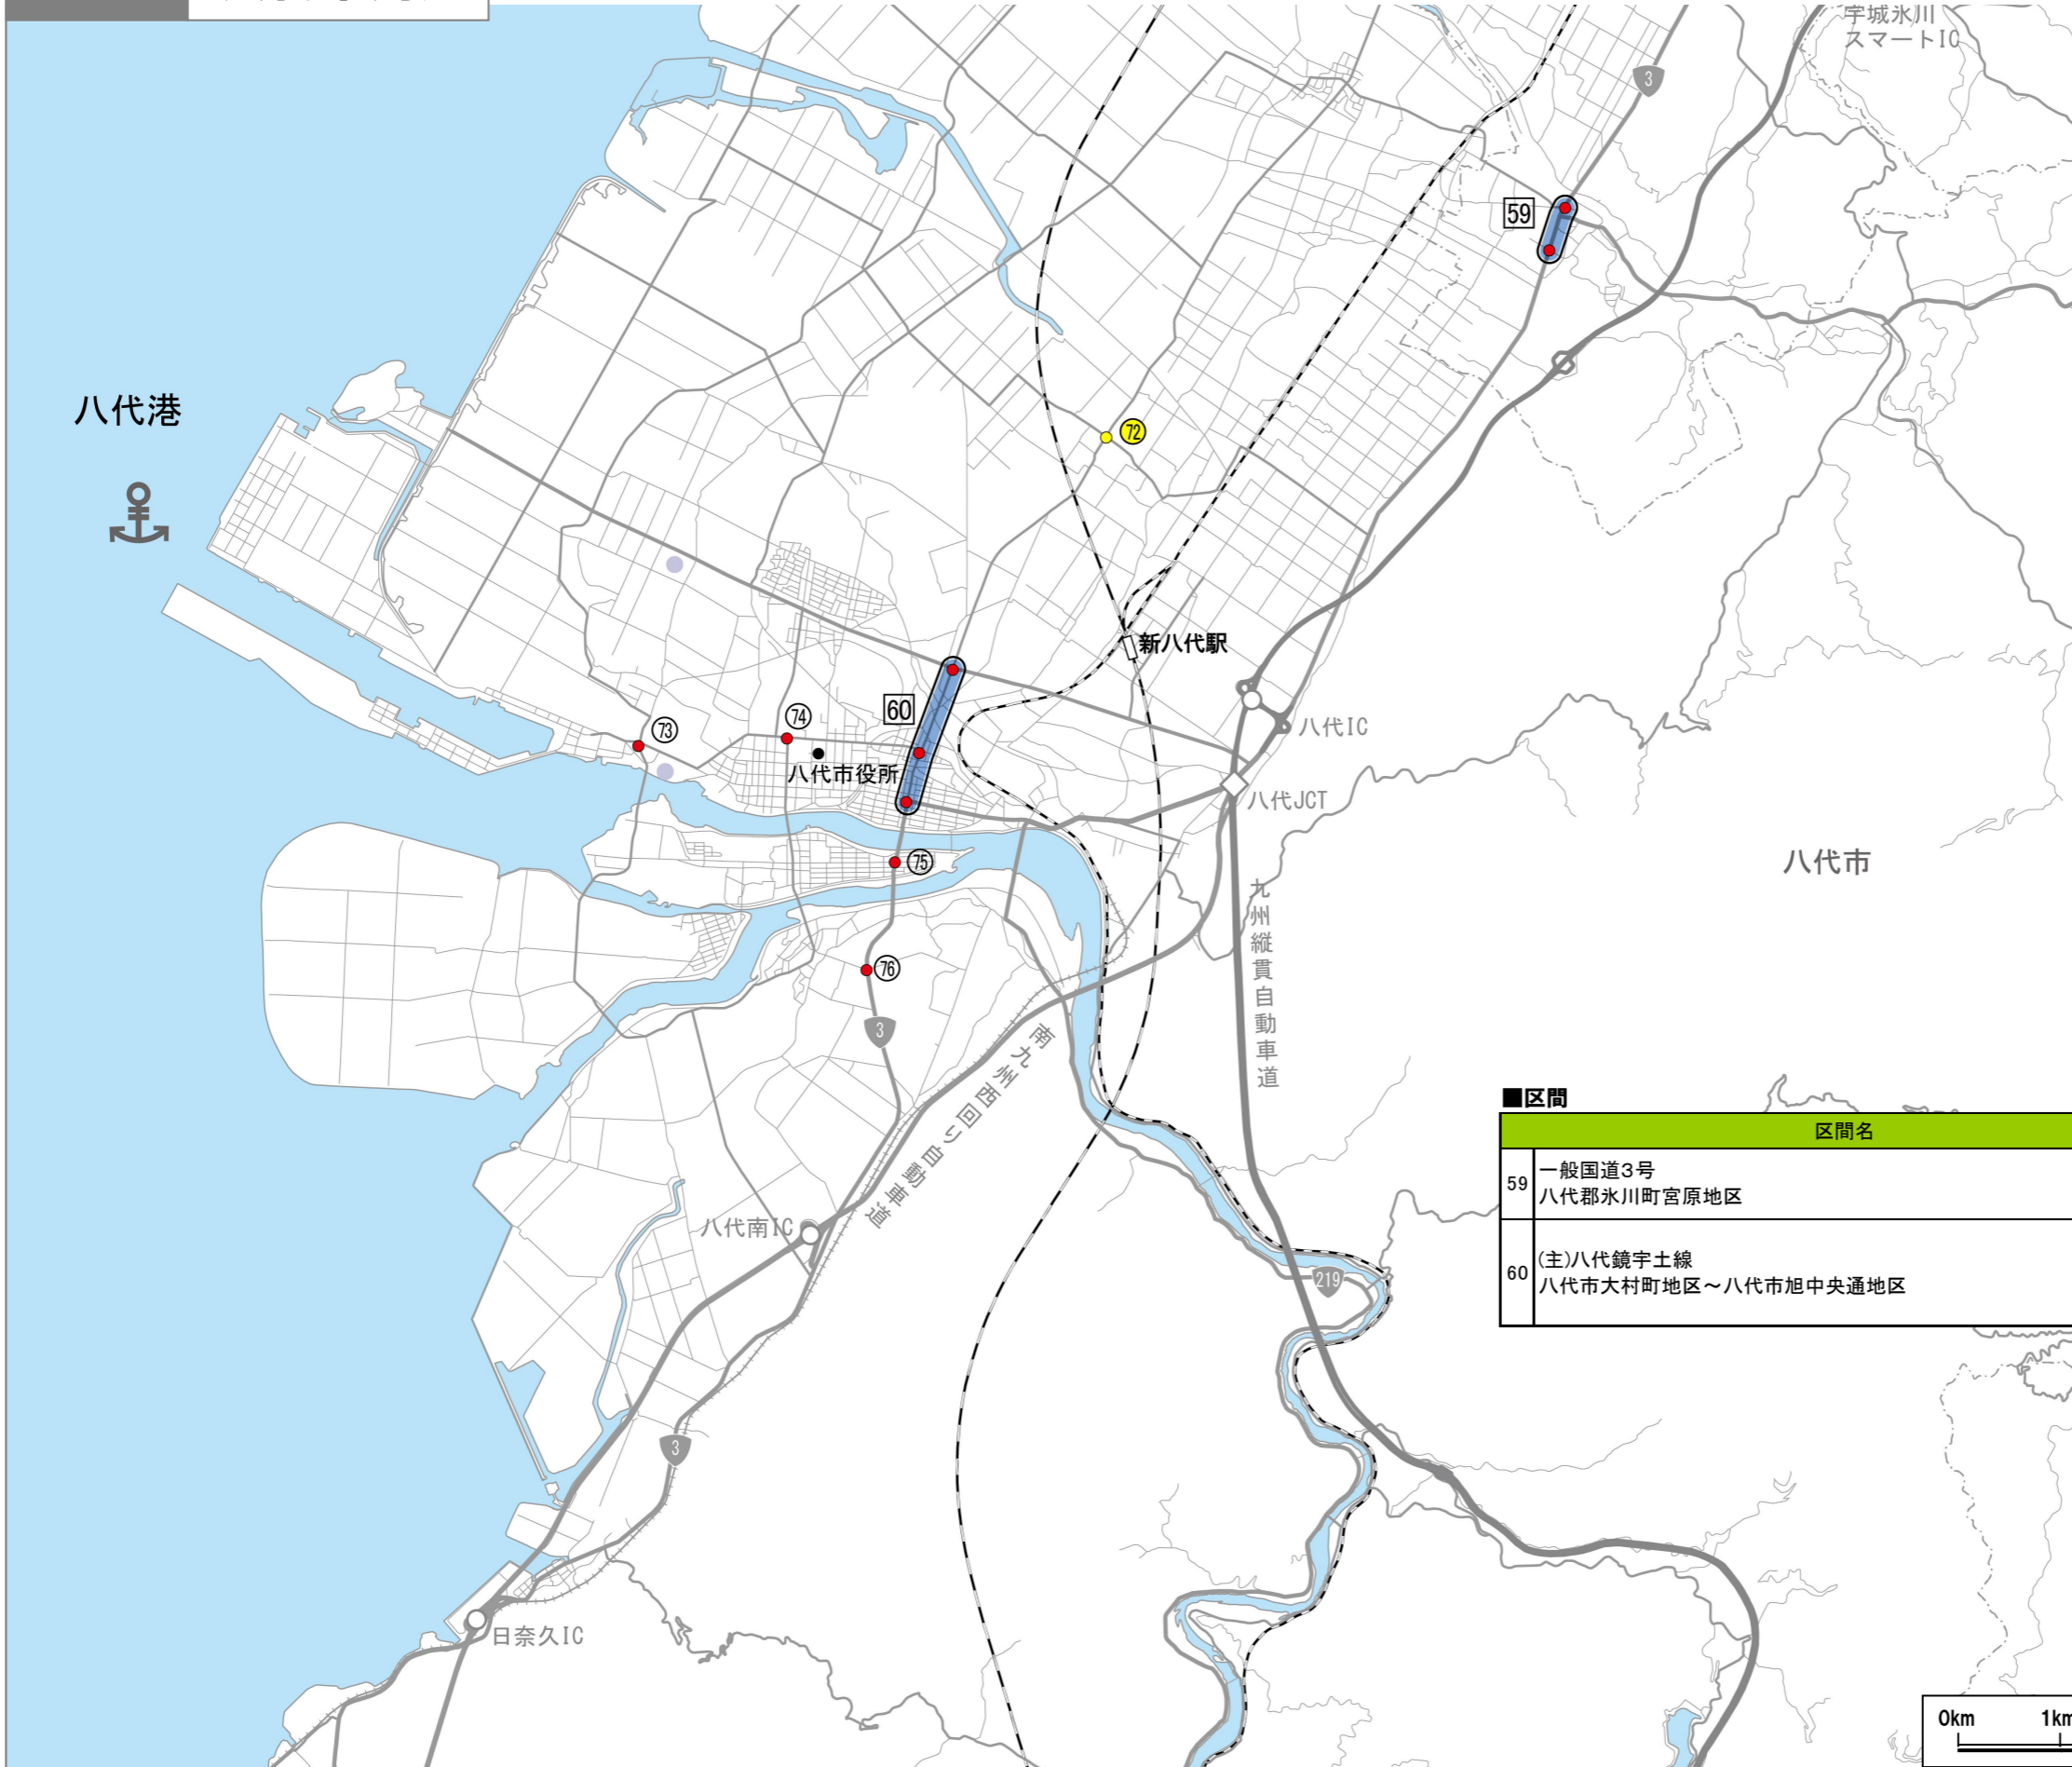 宇城氷川
スマートIC
3
59
八代港
72
新八代駅
60
73
74
八代市役所
八代IC
八代JCT
75
八代市
76
九州縦貫自動車道
3
南九州西回り自動車道
八代南IC
219
3
日奈久IC
■区間
区間名
59 一般国道3号
八代郡氷川町宮原地区
60 (主)八代鏡宇土線
八代市大村町地区～八代市旭中央通地区
0km 1km